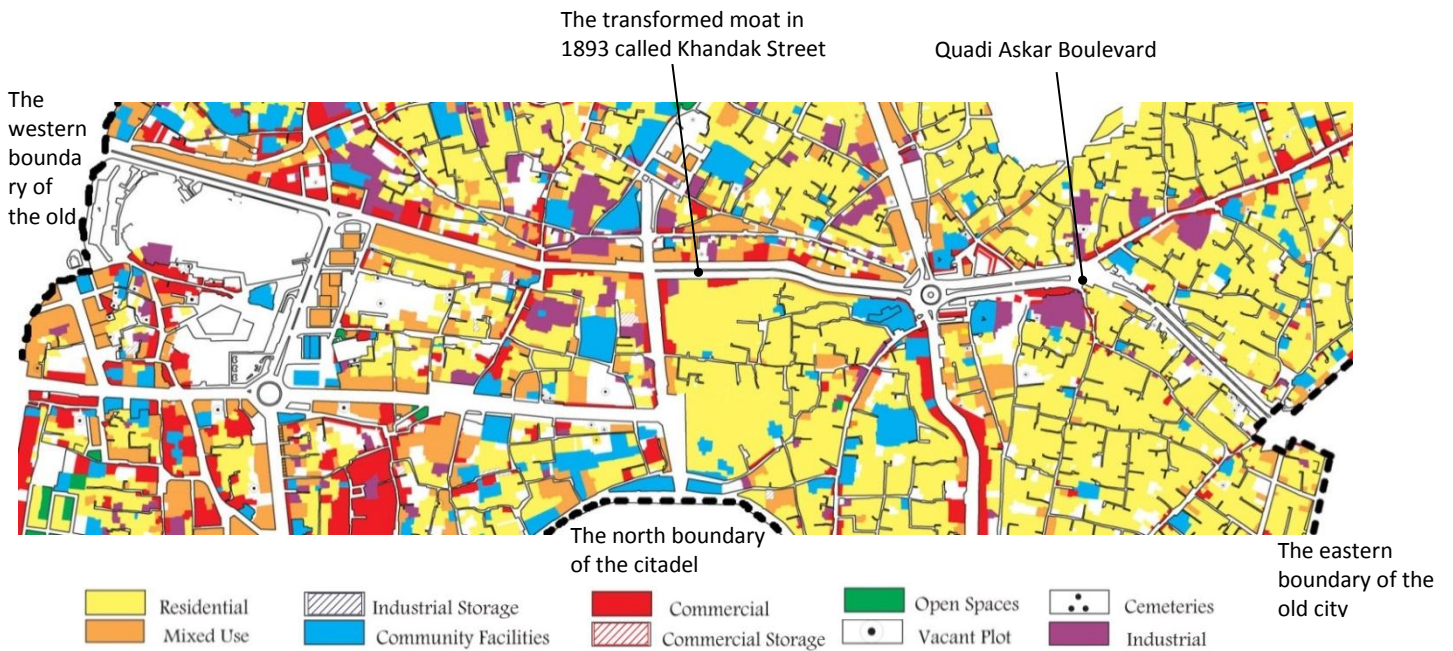 The transformed moat in
1893 called Khandak Street
Quadi Askar Boulevard
The
western
bounda
ry of
the old
The north boundary
of the citadel
The eastern
boundary of the
old city
Residential
Industrial Storage
Commercial
Open Spaces
Cemeteries
Mixed Use
Community Facilities
Commercial Storage
Vacant Plot
Industrial